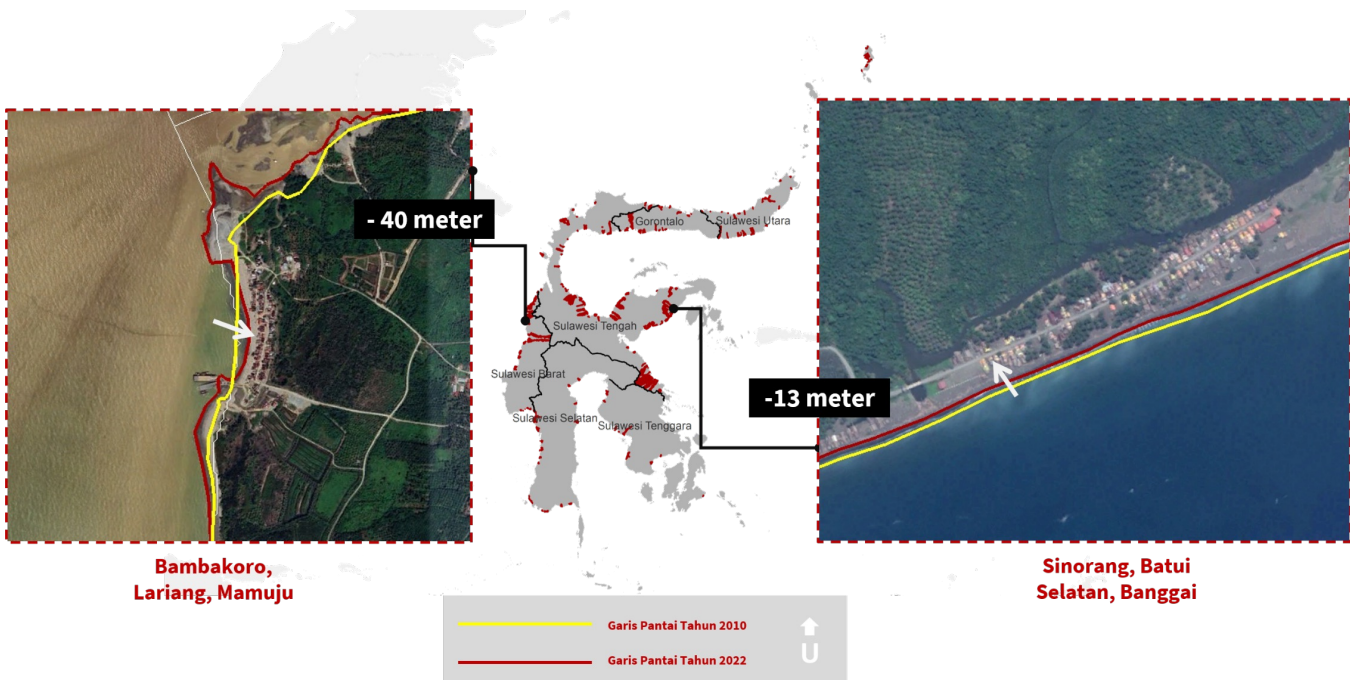 - 40 meter
Gorontalo
Sulawesi Utara
Sulawesi Tengah
Sulawesi Barat
-13 meter
Sulawesi Selatan
Sulawesi Tenggara
Bambakoro,
Lariang, Mamuju
Sinorang, Batui
Selatan, Banggai
Garis Pantai Tahun 2010
Garis Pantai Tahun 2022
U